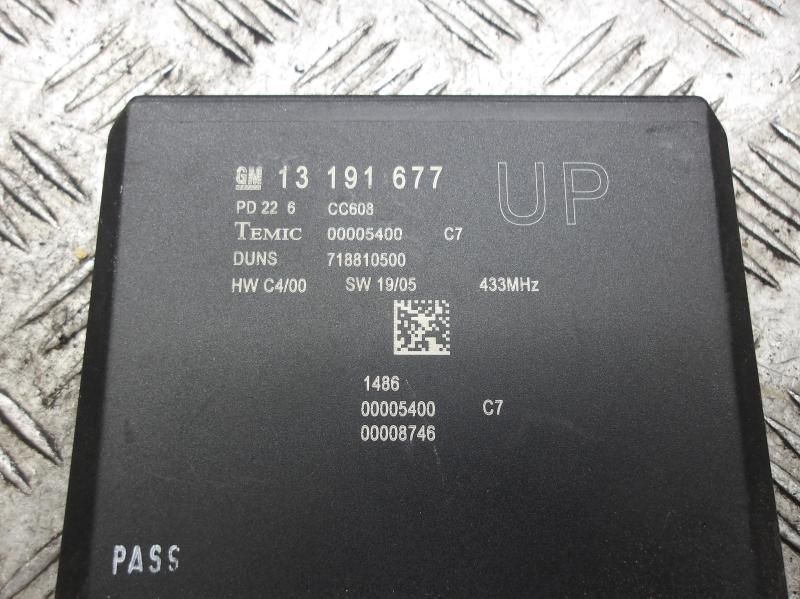 GM 13 191 677 UP
PD 22 6 CC608
TEMIC 00005400 C7
DUNS 718810500
HW C4/00 SW 19/05 433MHz
1486
00005400 C7
00008746
PASS